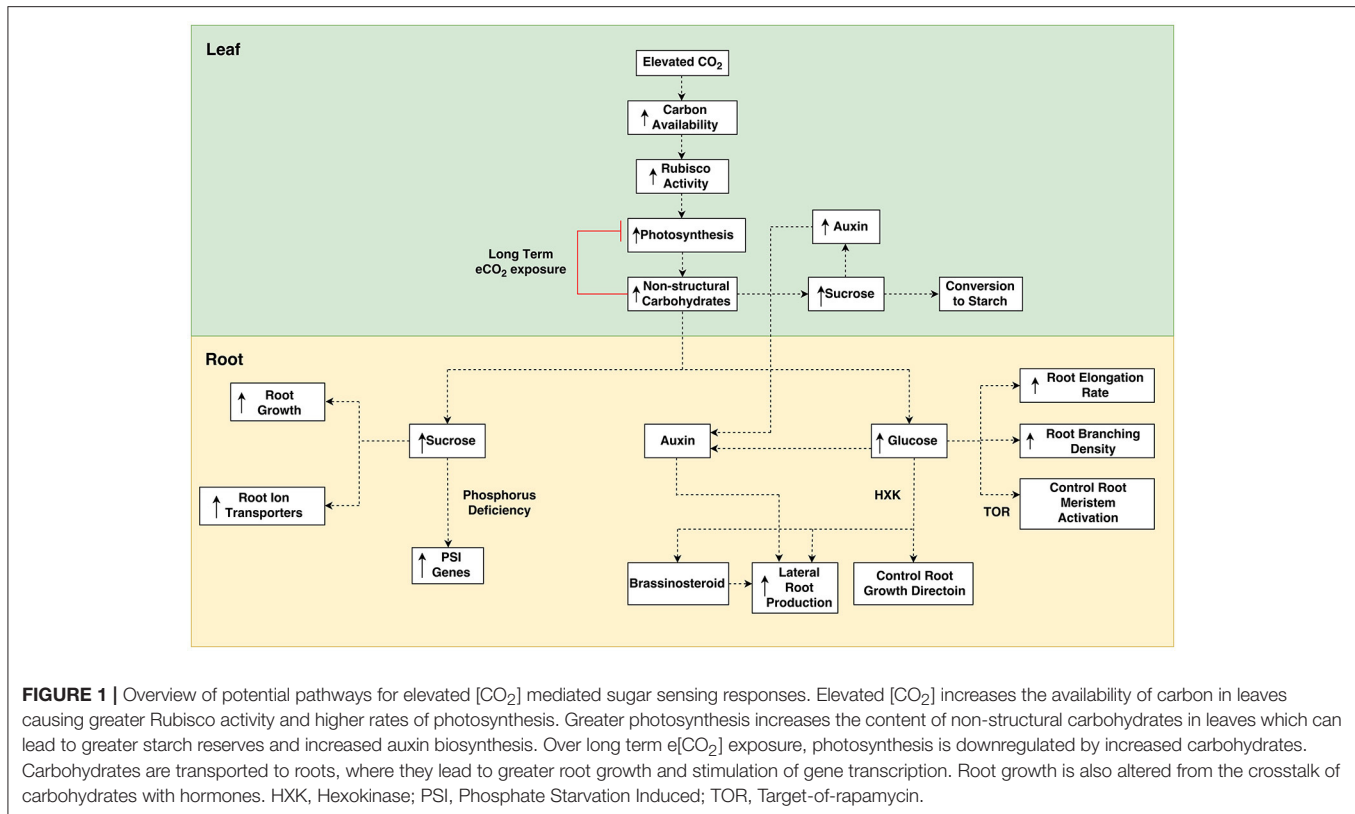 Leaf
Elevated CO₂
↑ Carbon
Availability
↑ Rubisco
Activity
↑Photosynthesis
↑ Auxin
Long Term
eCO₂ exposure
↑ Non-structural
Carbohydrates
↑Sucrose
Conversion
to Starch
Root
↑ Root
Growth
↑ Root Ion
Transporters
↑Sucrose
Phosphorus
Deficiency
↑ PSI
Genes
Auxin
↑ Glucose
HXK
TOR
↑ Root Elongation
Rate
↑ Root Branching
Density
Control Root
Meristem
Activation
Brassinosteroid
↑ Lateral
Root
Production
Control Root
Growth Directoin
FIGURE 1 | Overview of potential pathways for elevated [CO₂] mediated sugar sensing responses. Elevated [CO₂] increases the availability of carbon in leaves
causing greater Rubisco activity and higher rates of photosynthesis. Greater photosynthesis increases the content of non-structural carbohydrates in leaves which can
lead to greater starch reserves and increased auxin biosynthesis. Over long term e[CO₂] exposure, photosynthesis is downregulated by increased carbohydrates.
Carbohydrates are transported to roots, where they lead to greater root growth and stimulation of gene transcription. Root growth is also altered from the crosstalk of
carbohydrates with hormones. HXK, Hexokinase; PSI, Phosphate Starvation Induced; TOR, Target-of-rapamycin.